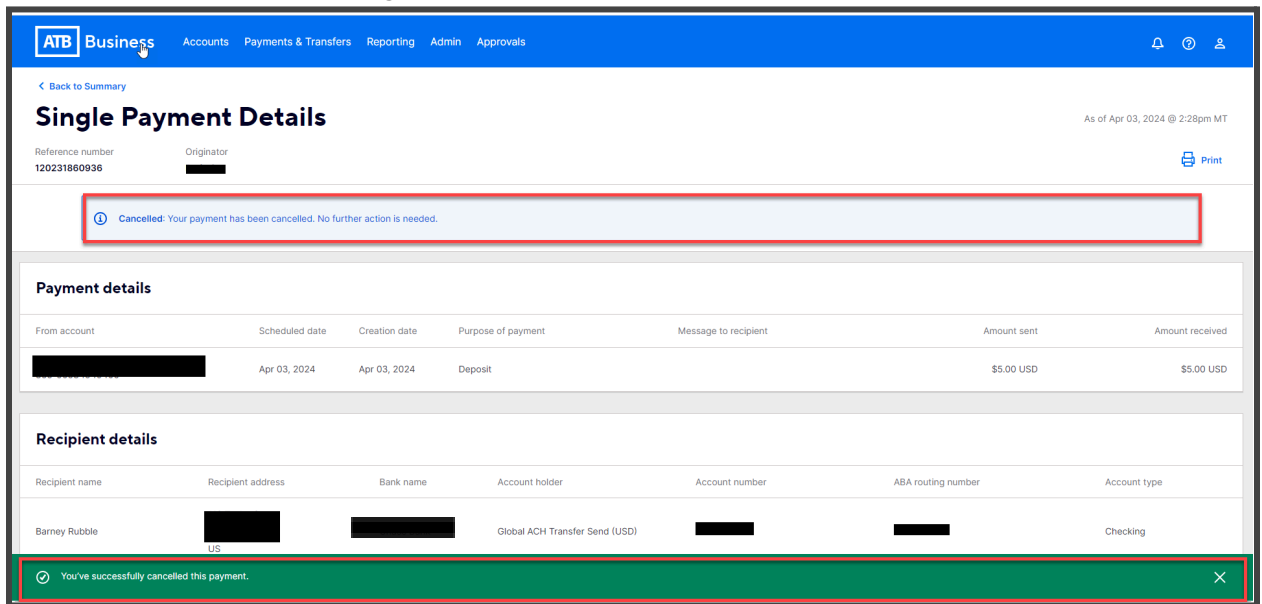 ATB Business Accounts Payments & Transfers Reporting Admin Approvals
Back to Summary
Single Payment Details
As of Apr 03, 2024 @ 2:28pm MT
Reference number Originator
120231860936
Print
Cancelled: Your payment has been cancelled. No further action is needed.
Payment details
From account Scheduled date Creation date Purpose of payment Message to recipient Amount sent Amount received
Apr 03, 2024 Apr 03, 2024 Deposit $5.00 USD $5.00 USD
Recipient details
Recipient name Recipient address Bank name Account holder Account number ABA routing number Account type
Barney Rubble Global ACH Transfer Send (USD) Checking
US
You've successfully cancelled this payment.